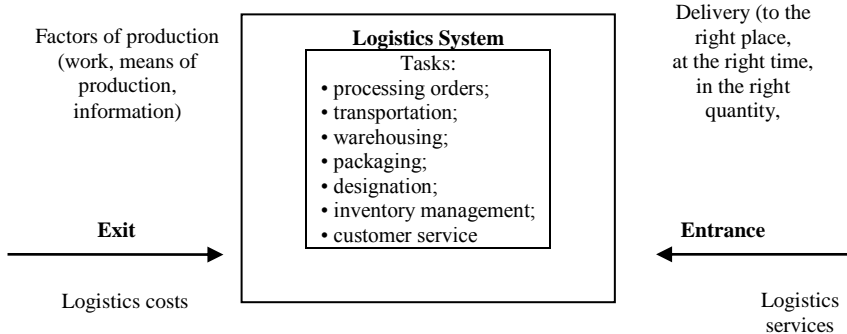 Factors of production
(work, means of
production,
information)
Exit
Logistics costs
Logistics System
Tasks:
• processing orders;
• transportation;
• warehousing;
• packaging;
• designation;
• inventory management;
• customer service
Delivery (to the
right place,
at the right time,
in the right
quantity,
Entrance
Logistics
services